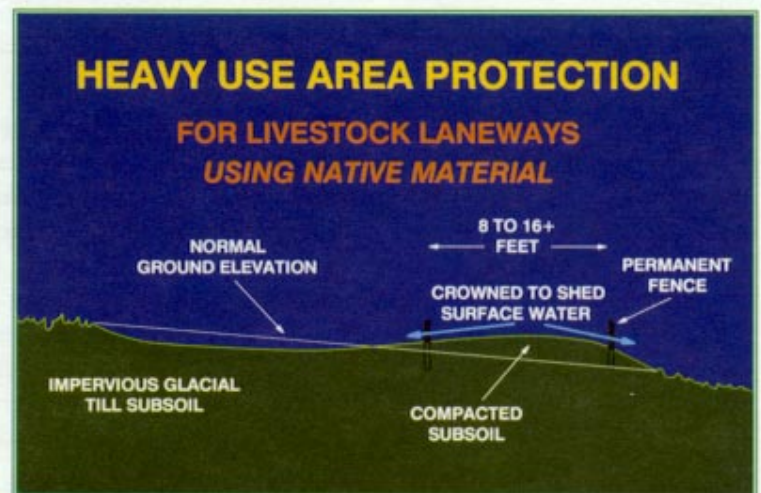 HEAVY USE AREA PROTECTION
FOR LIVESTOCK LANEWAYS
USING NATIVE MATERIAL
8 TO 16+
FEET
NORMAL
GROUND ELEVATION
PERMANENT
FENCE
CROWNED TO SHED
SURFACE WATER
IMPERVIOUS GLACIAL
TILL SUBSOIL
COMPACTED
SUBSOIL